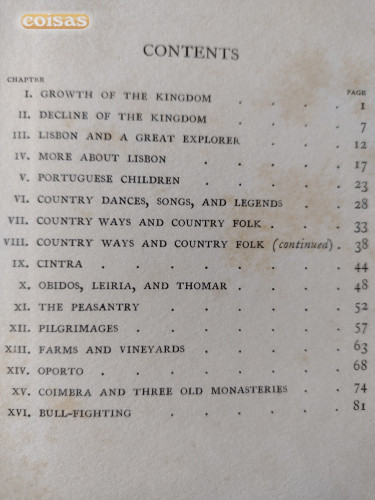 coisas
CONTENTS
CHAPTER PAGE
I. GROWTH OF THE KINGDOM . . . . 1
II. DECLINE OF THE KINGDOM . . . . 7
III. LISBON AND A GREAT EXPLORER . . . 12
IV. MORE ABOUT LISBON . . . . . 17
V. PORTUGUESE CHILDREN . . . . . 23
VI. COUNTRY DANCES, SONGS, AND LEGENDS . . 28
VII. COUNTRY WAYS AND COUNTRY FOLK . . . 33
VIII. COUNTRY WAYS AND COUNTRY FOLK (continued) . 38
IX. CINTRA . . . . . . . 44
X. OBIDOS, LEIRIA, AND THOMAR . . . . 48
XI. THE PEASANTRY . . . . . . 52
XII. PILGRIMAGES . . . . . . 57
XIII. FARMS AND VINEYARDS . . . . . 63
XIV. OPORTO . . . . . . . 68
XV. COIMBRA AND THREE OLD MONASTERIES . . 74
XVI. BULL-FIGHTING . . . . . 81